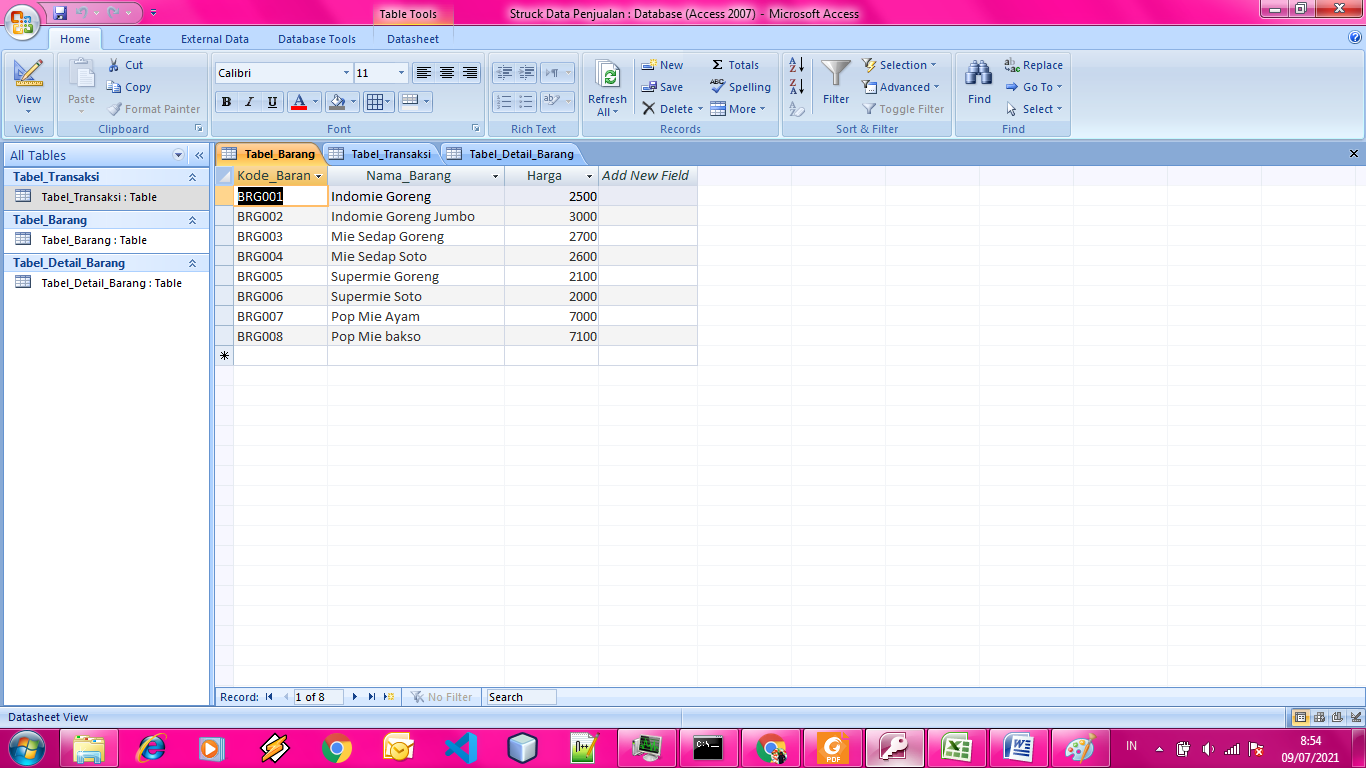 Table Tools
Struck Data Penjualan : Database (Access 2007) - Microsoft Access
Home Create External Data Database Tools Datasheet
View
Views
Paste
Cut
Copy
Format Painter
Clipboard
Calibri 11
B I U A
Font
ab
Rich Text
Refresh All
New
Save
Delete
Totals
Spelling
More
Records
Filter
Selection
Advanced
Toggle Filter
Sort & Filter
Find
Replace
Go To
Select
Find
All Tables
Tabel_Transaksi
Tabel_Transaksi : Table
Tabel_Barang
Tabel_Barang : Table
Tabel_Detail_Barang
Tabel_Detail_Barang : Table
Tabel_Barang Tabel_Transaksi Tabel_Detail_Barang
Kode_Baran Nama_Barang Harga Add New Field
BRG001 Indomie Goreng 2500
BRG002 Indomie Goreng Jumbo 3000
BRG003 Mie Sedap Goreng 2700
BRG004 Mie Sedap Soto 2600
BRG005 Supermie Goreng 2100
BRG006 Supermie Soto 2000
BRG007 Pop Mie Ayam 7000
BRG008 Pop Mie bakso 7100
Record: 1 of 8 No Filter Search
Datasheet View
C:\.
PDF
IN
8:54
09/07/2021